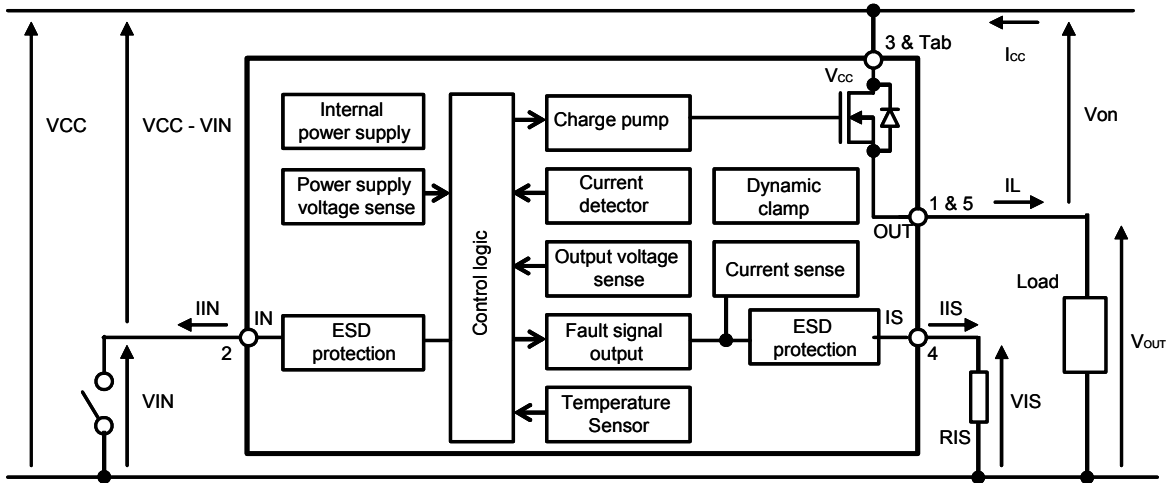 3 & Tab
ICC
VCC
VCC
VCC - VIN
Von
Internal
power supply
Charge pump
Power supply
voltage sense
Current
detector
Dynamic
clamp
IL
1 & 5
OUT
Control logic
Output voltage
sense
Current sense
Load
IIN
IN
ESD
protection
Fault signal
output
ESD
protection
IS
IIS
2
4
VOUT
VIN
VIS
Temperature
Sensor
RIS